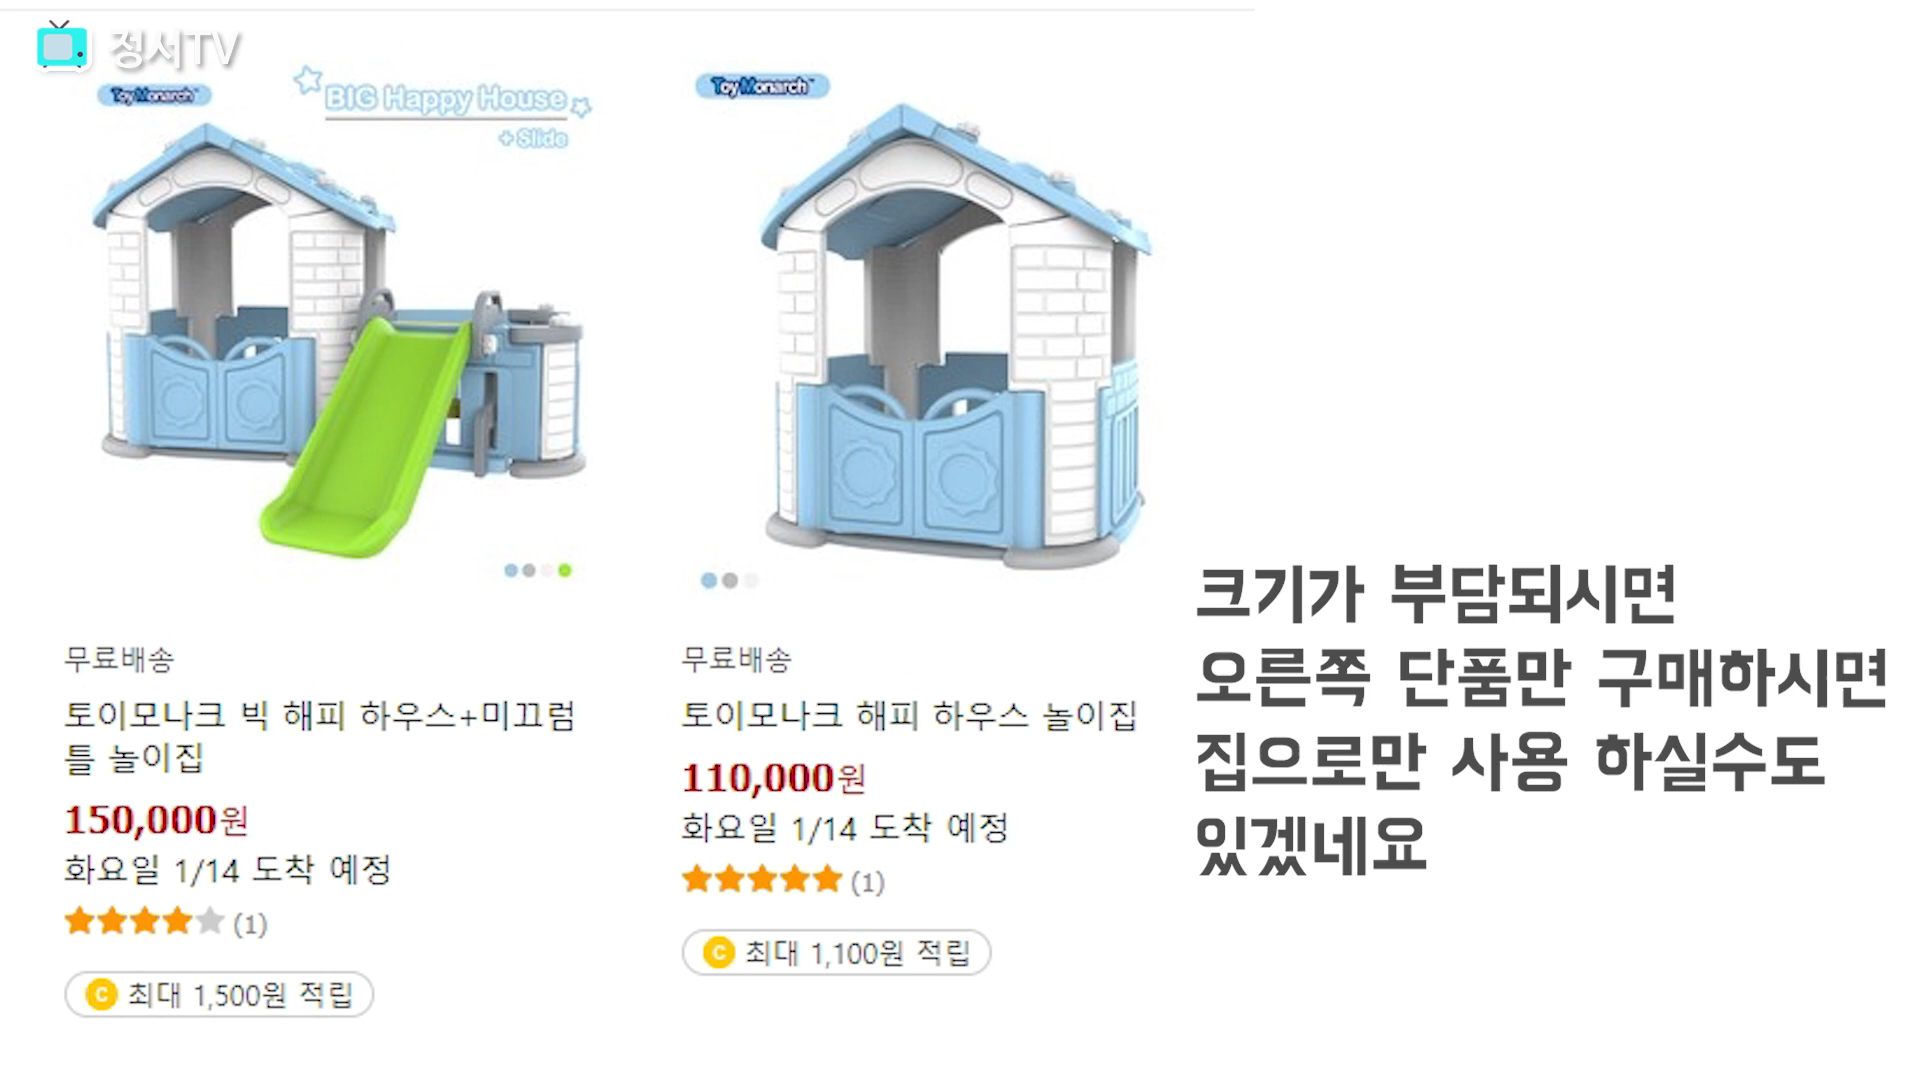 정서TV
ToyMonarch
BIG Happy House
+ Slide
무료배송
토이모나크 빅 해피 하우스+미끄럼
틀 놀이집
150,000원
화요일 1/14 도착 예정
(1)
C 최대 1,500원 적립
ToyMonarch
무료배송
토이모나크 해피 하우스 놀이집
110,000원
화요일 1/14 도착 예정
(1)
C 최대 1,100원 적립
크기가 부담되시면
오른쪽 단품만 구매하시면
집으로만 사용 하실수도
있겠네요